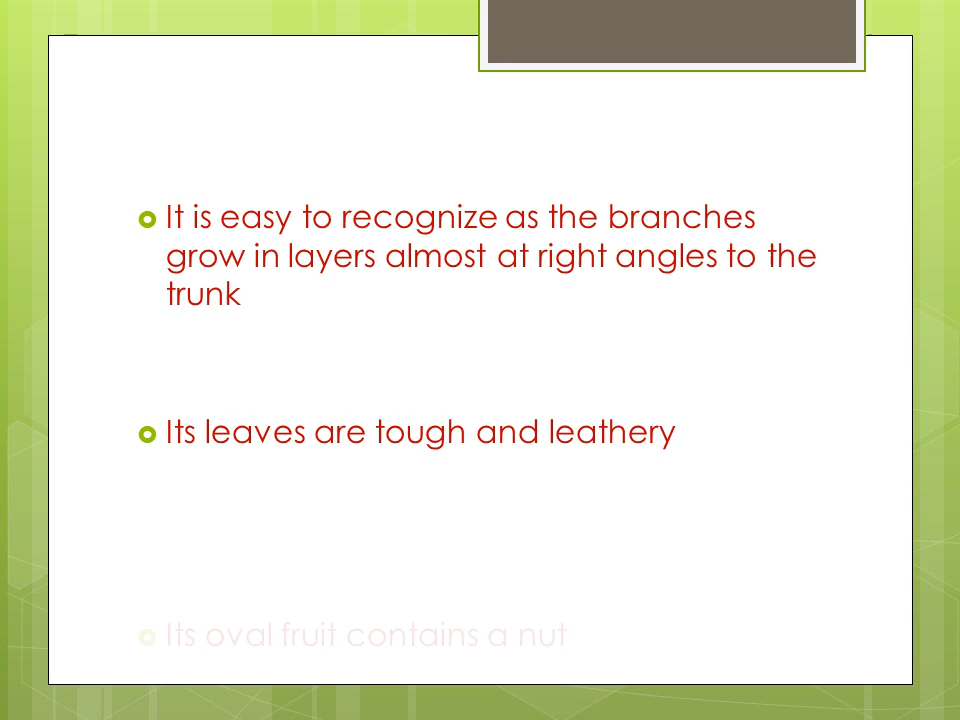 It is easy to recognize as the branches
grow in layers almost at right angles to the
trunk
Its leaves are tough and leathery
Its oval fruit contains a nut